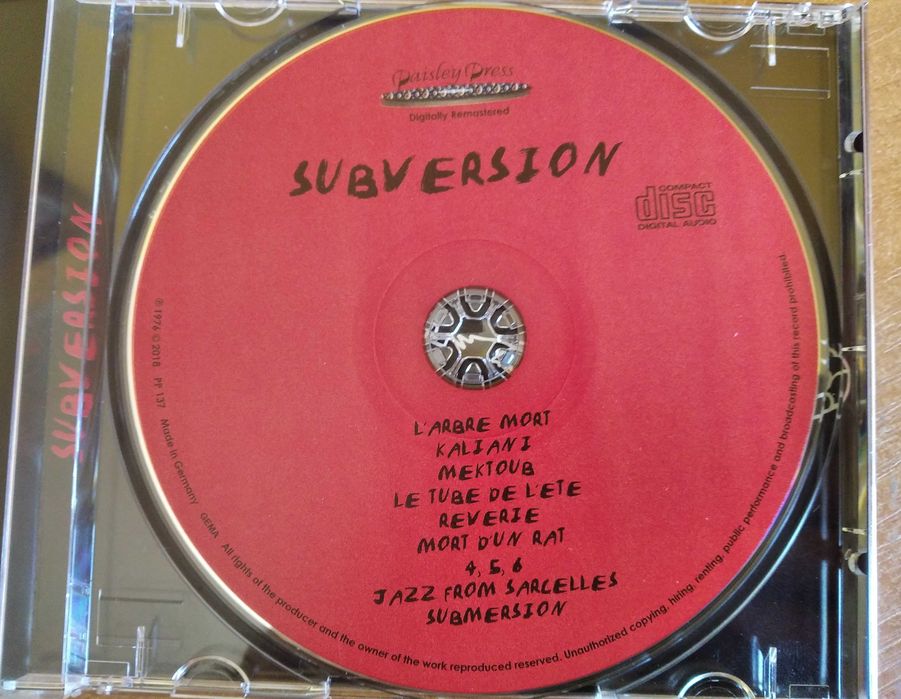 Paisley Press
Digitally Remastered
SUBVERSION
COMPACT
disc
DIGITAL AUDIO
SUBVERSION
L'ARBRE MORT
KALIANI
MEKTOUB
LE TUBE DE L'ETE
REVERIE
MORT D'UN RAT
4, 5, 6
JAZZ FROM SARCELLES
SUBMERSION
℗ 1976 © 2018 PP 137 Made in Germany GEMA All rights of the producer and the owner of the work reproduced reserved. Unauthorized copying, hiring, renting, public performance and broadcasting of this record prohibited.